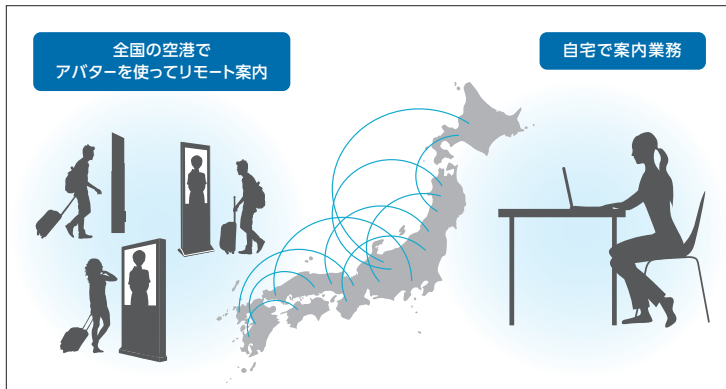 全国の空港で
アバターを使ってリモート案内
自宅で案内業務